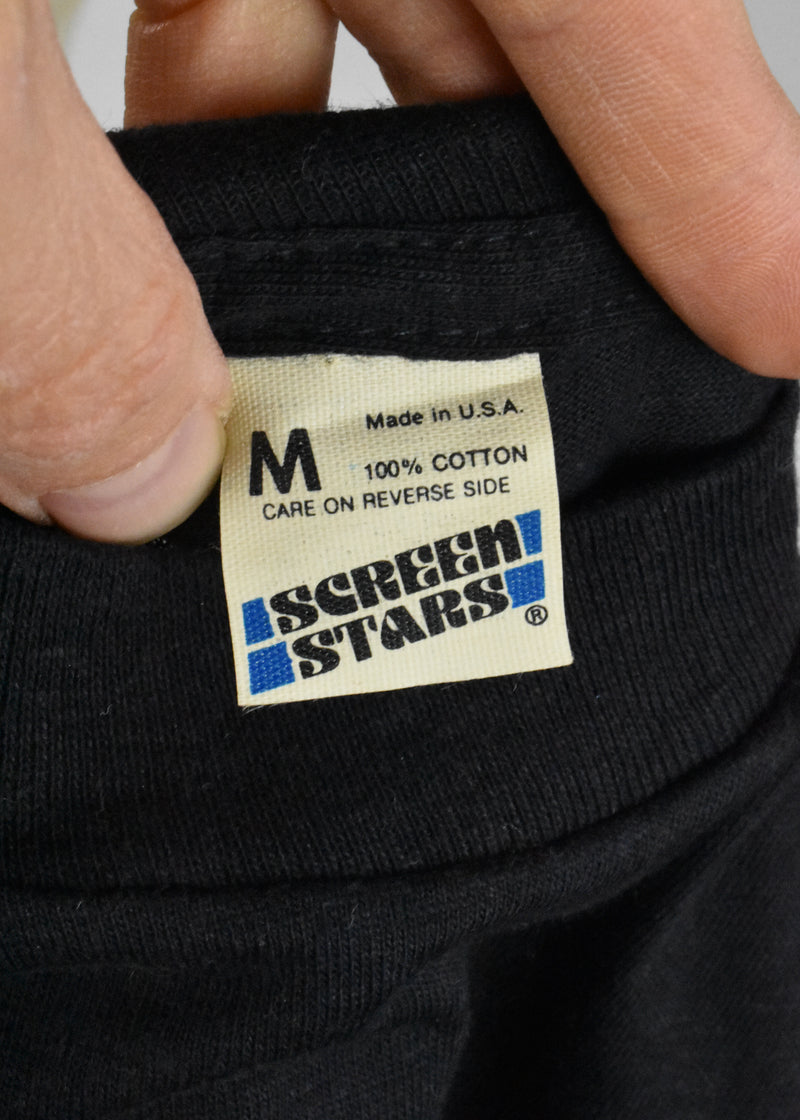 Made in U.S.A.
M 100% COTTON
CARE ON REVERSE SIDE
SCREEN
STARS ®